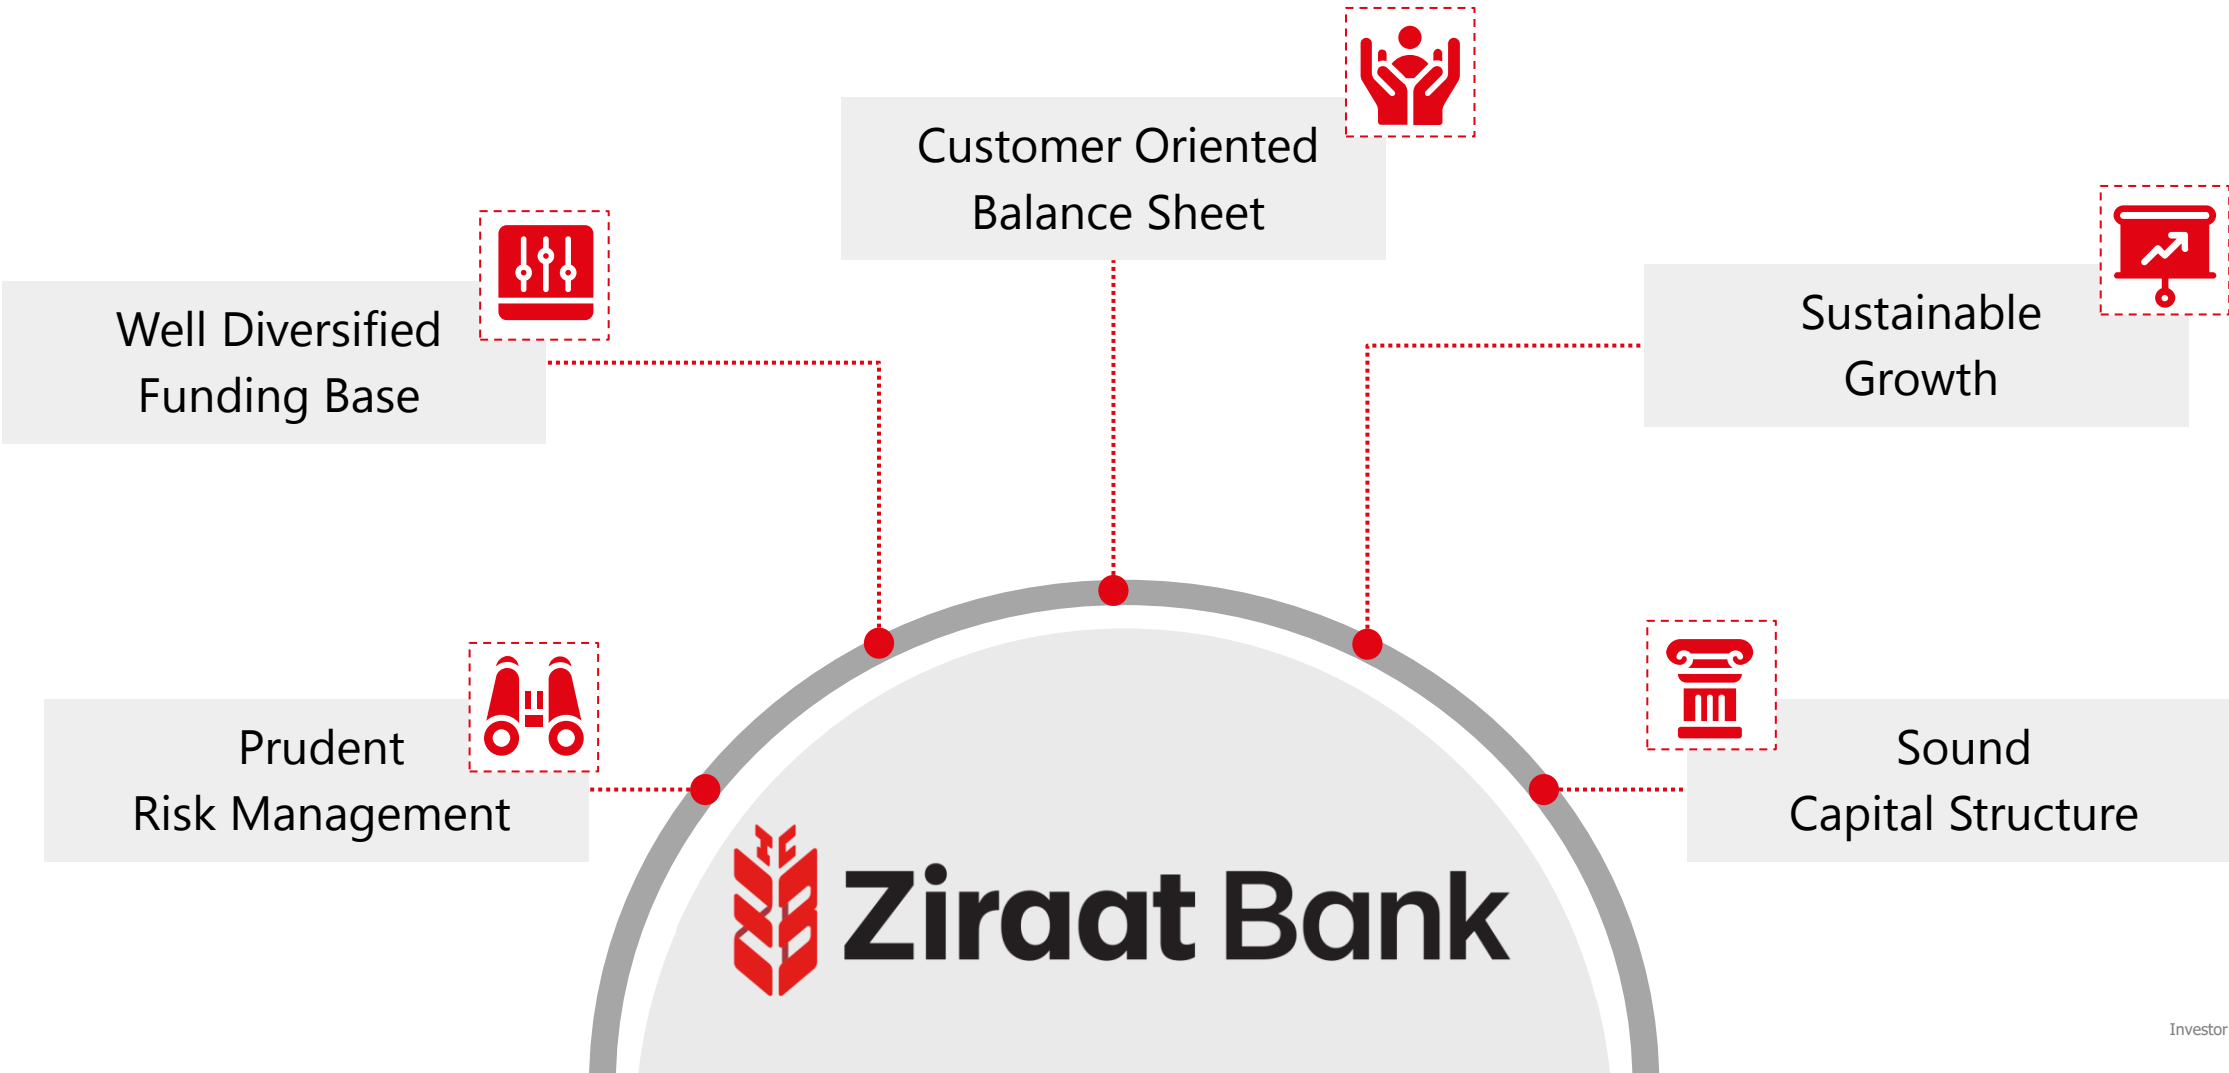 Customer Oriented
Balance Sheet
Well Diversified
Funding Base
Sustainable
Growth
Prudent
Risk Management
Sound
Capital Structure
Ziraat Bank
Investor